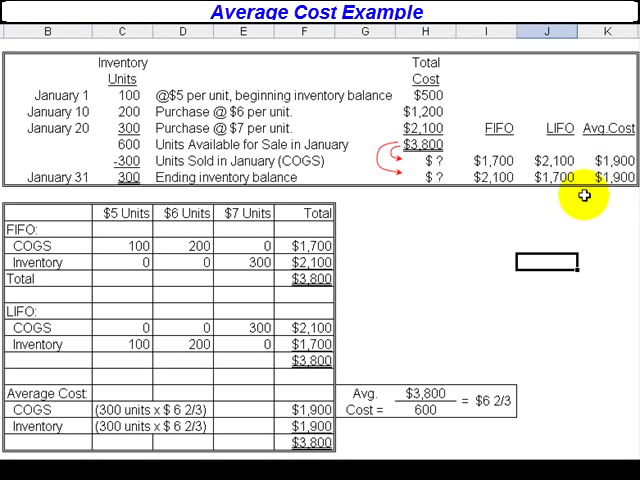 Average Cost Example
B C D E F G H I J K
Inventory Total
Units Cost
January 1 100 @$5 per unit, beginning inventory balance $500
January 10 200 Purchase @ $6 per unit. $1,200
January 20 300 Purchase @ $7 per unit. $2,100 FIFO LIFO Avg.Cost
600 Units Available for Sale in January $3,800
-300 Units Sold in January (COGS) $ ? $1,700 $2,100 $1,900
January 31 300 Ending inventory balance $ ? $2,100 $1,700 $1,900
$5 Units $6 Units $7 Units Total
FIFO:
COGS 100 200 0 $1,700
Inventory 0 0 300 $2,100
Total $3,800
LIFO:
COGS 0 0 300 $2,100
Inventory 100 200 0 $1,700
$3,800
Average Cost:
COGS (300 units x $ 6 2/3) $1,900
Inventory (300 units x $ 6 2/3) $1,900
$3,800
Avg. $3,800
Cost = 600 = $6 2/3